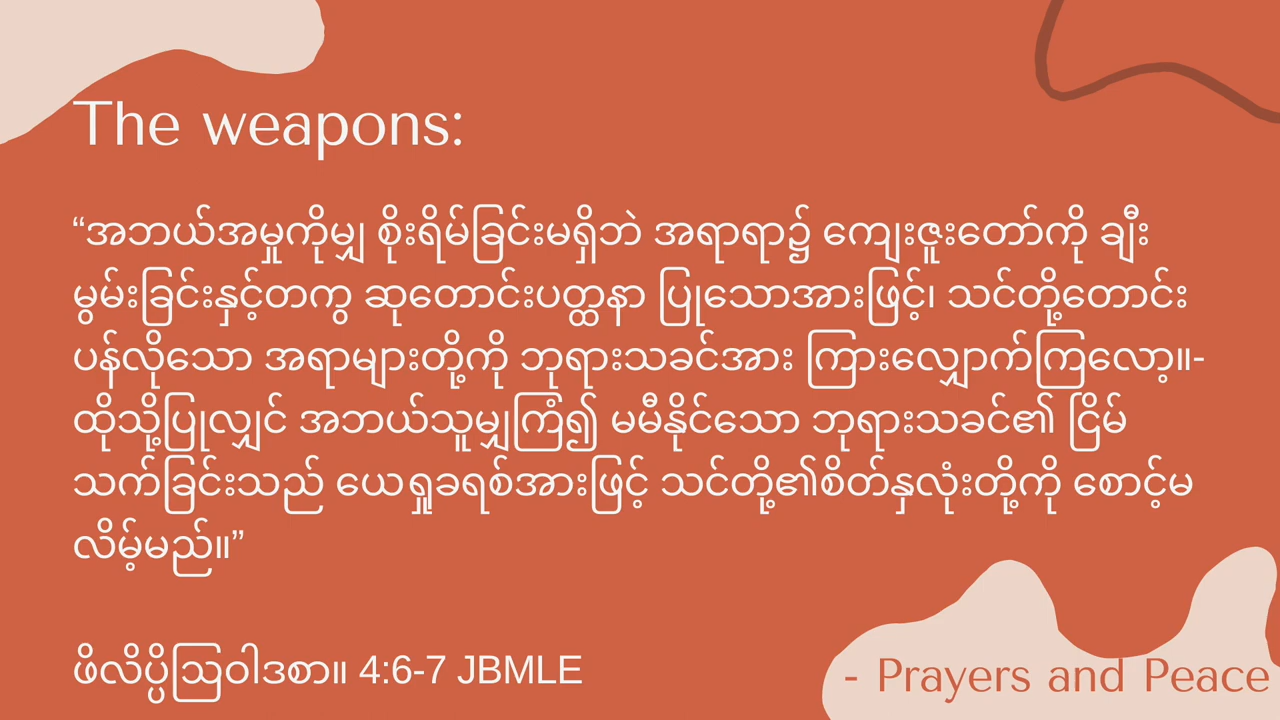 The weapons:
“အဘယ်အမှုကိုမျှ စိုးရိမ်ခြင်းမရှိဘဲ အရာရာ၌ ကျေးဇူးတော်ကို ချီး
မွမ်းခြင်းနှင့်တကွ ဆုတောင်းပတ္ထနာ ပြုသောအားဖြင့်၊ သင်တို့တောင်း
ပန်လိုသော အရာများတို့ကို ဘုရားသခင်အား ကြားလျှောက်ကြလော့။-
ထိုသို့ပြုလျှင် အဘယ်သူမျှကြံ၍ မမီနိုင်သော ဘုရားသခင်၏ ငြိမ်
သက်ခြင်းသည် ယေရှုခရစ်အားဖြင့် သင်တို့၏စိတ်နှလုံးတို့ကို စောင့်မ
လိမ့်မည်။”
ဖိလိပ္ပိဩဝါဒစာ။ 4:6-7 JBMLE
- Prayers and Peace